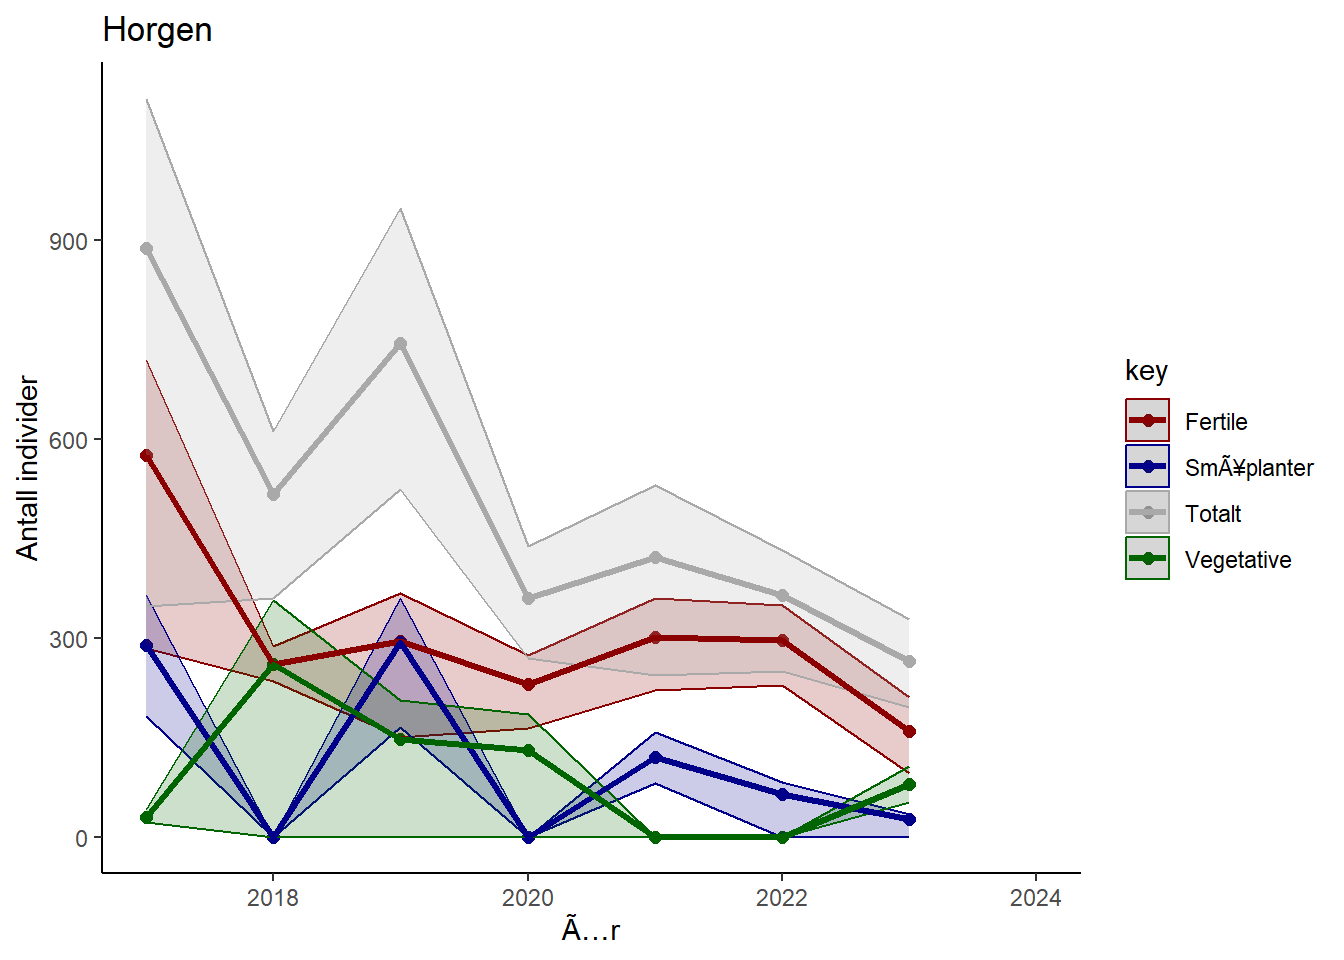 Horgen
Antall individer
900
600
300
0
2018
2020
2022
2024
Ã…r
key
Fertile
SmÃ¥planter
Totalt
Vegetative